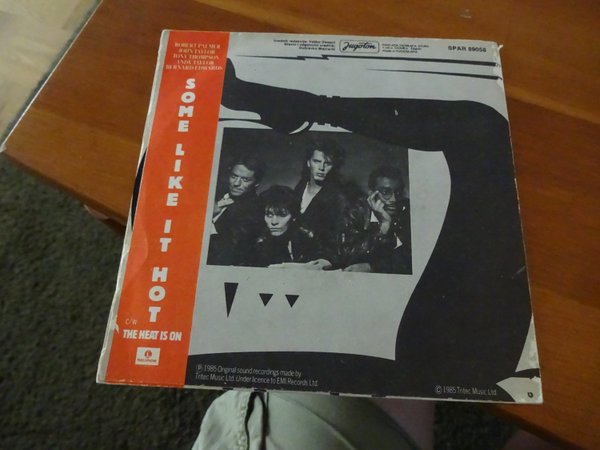 ROBERT PALMER
JOHN TAYLOR
TONY THOMPSON
ANDY TAYLOR
BERNARD EDWARDS
SOME LIKE IT HOT
C/W
THE HEAT IS ON
PARLOPHONE
Jugoton
SPAR 89058
℗ 1985 Original sound recordings made by
Tritec Music Ltd. Under licence to EMI Records Ltd.
© 1985 Tritec Music Ltd.